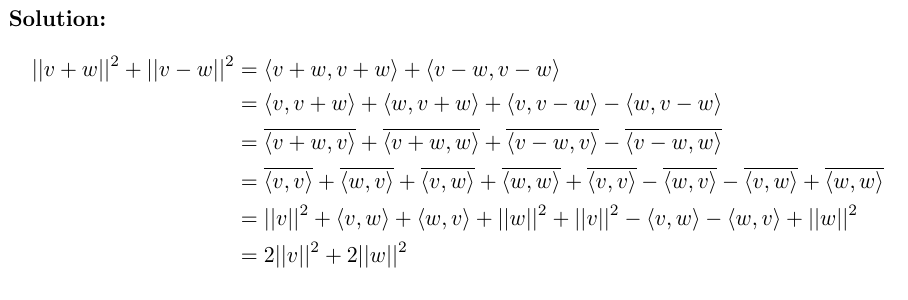 Solution:
||v + w||² + ||v − w||² = ⟨v + w, v + w⟩ + ⟨v − w, v − w⟩
= ⟨v, v + w⟩ + ⟨w, v + w⟩ + ⟨v, v − w⟩ − ⟨w, v − w⟩
= \overline{⟨v + w, v⟩} + \overline{⟨v + w, w⟩} + \overline{⟨v − w, v⟩} − \overline{⟨v − w, w⟩}
= \overline{⟨v, v⟩} + \overline{⟨w, v⟩} + \overline{⟨v, w⟩} + \overline{⟨w, w⟩} + \overline{⟨v, v⟩} − \overline{⟨w, v⟩} − \overline{⟨v, w⟩} + \overline{⟨w, w⟩}
= ||v||² + ⟨v, w⟩ + ⟨w, v⟩ + ||w||² + ||v||² − ⟨v, w⟩ − ⟨w, v⟩ + ||w||²
= 2||v||² + 2||w||²